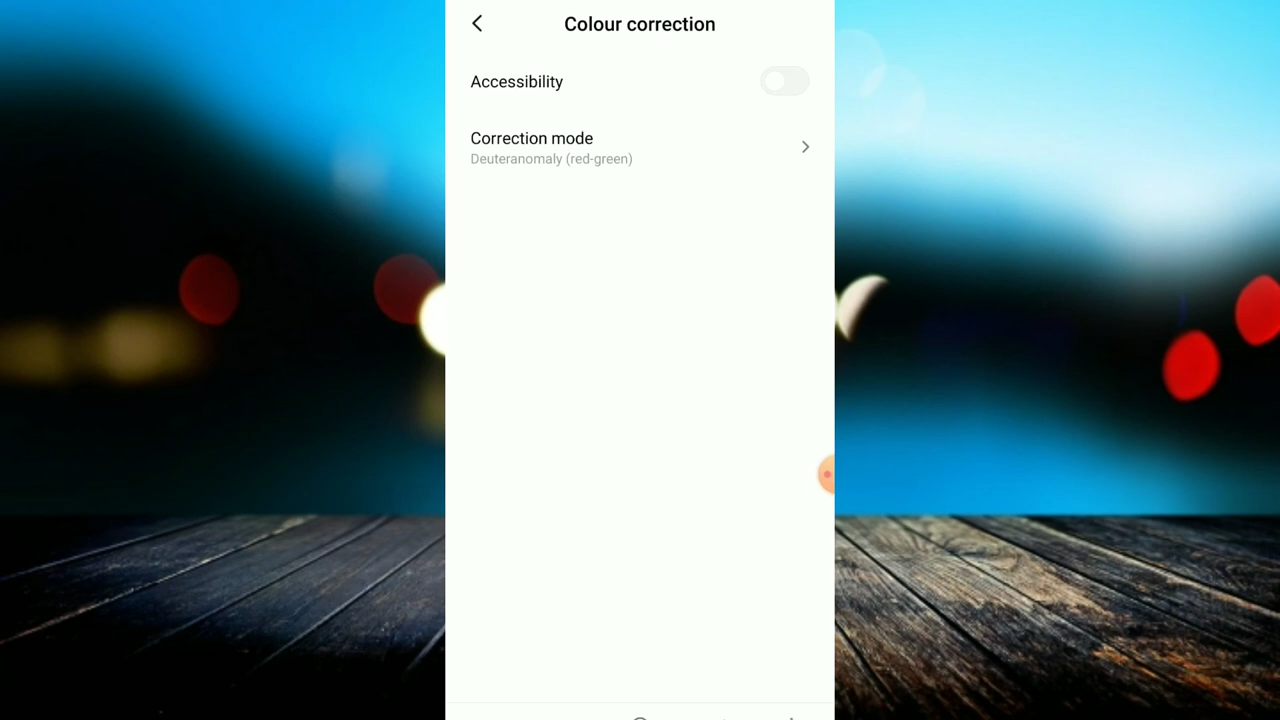 Colour correction
Accessibility
Correction mode
Deuteranomaly (red-green)